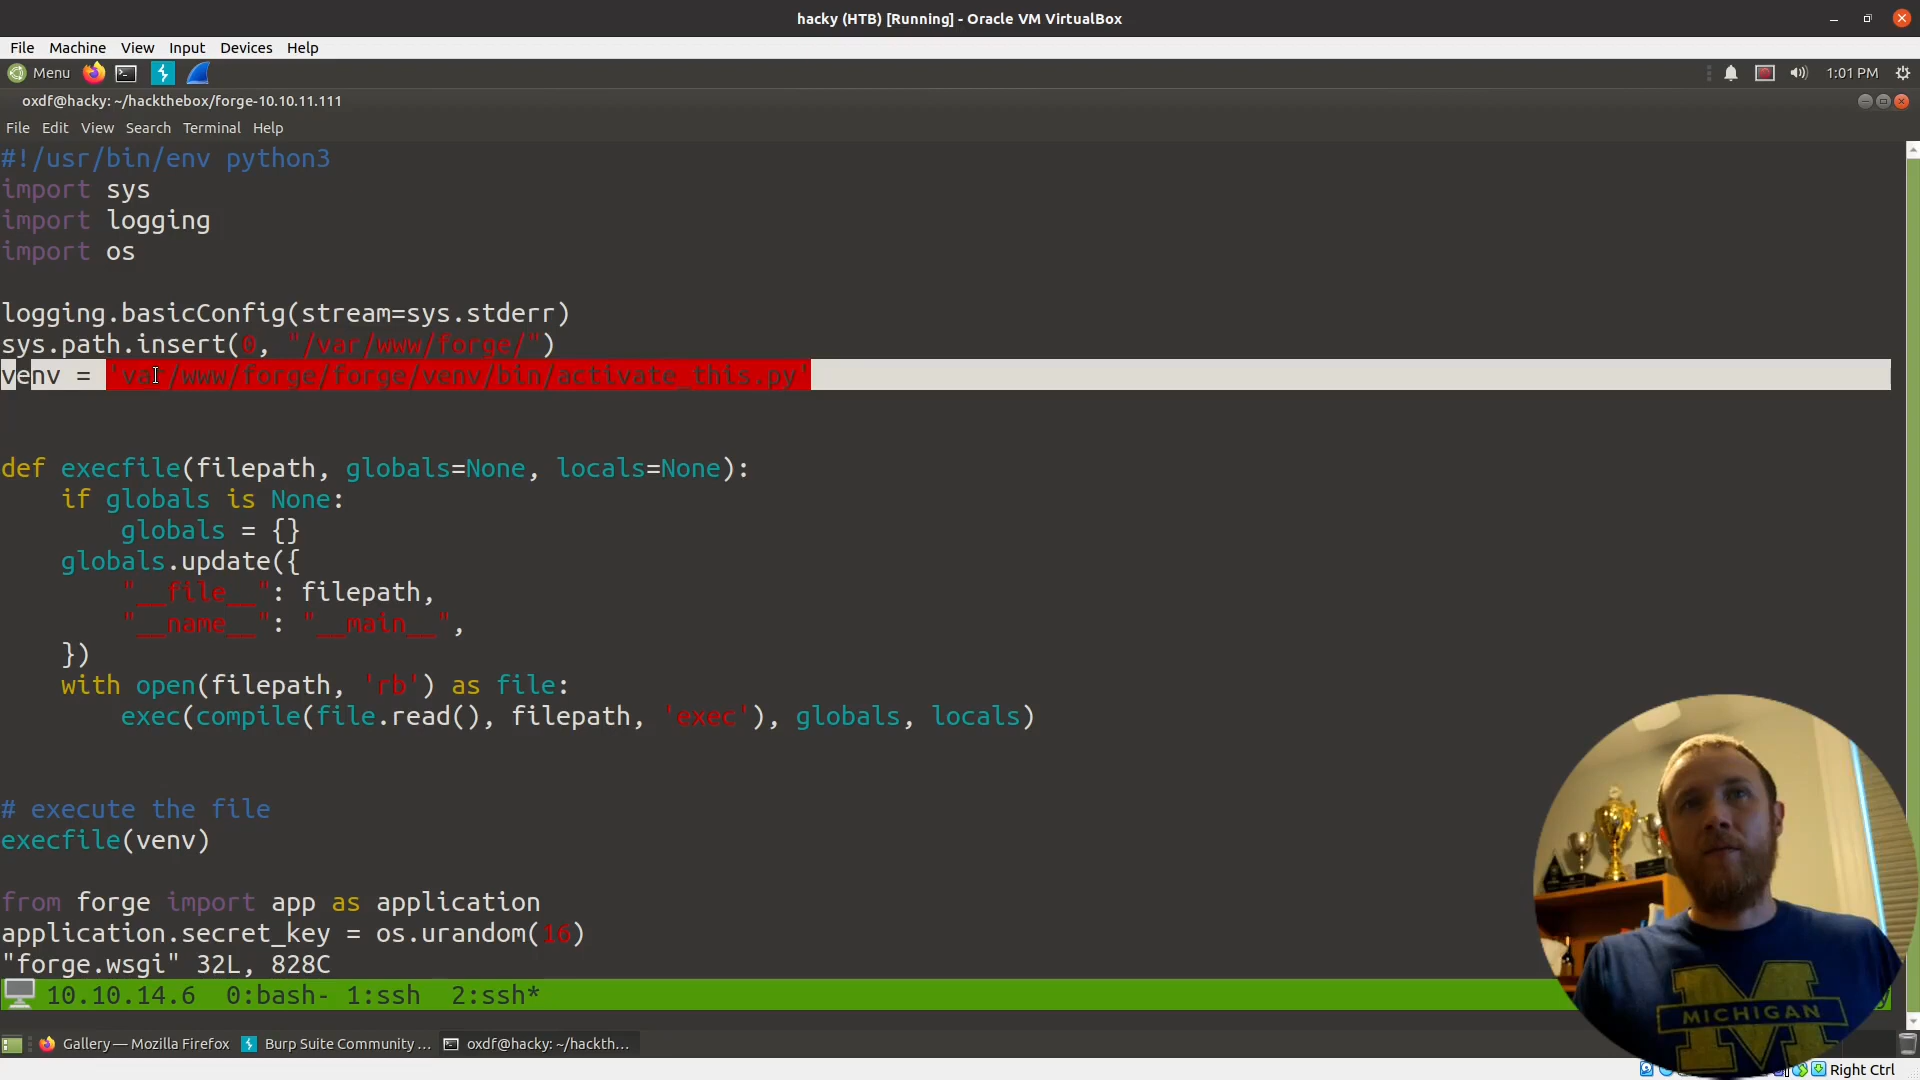 hacky (HTB) [Running] - Oracle VM VirtualBox
File Machine View Input Devices Help
Menu
1:01 PM
oxdf@hacky: ~/hackthebox/forge-10.10.11.111
File Edit View Search Terminal Help
#!/usr/bin/env python3
import sys
import logging
import os
logging.basicConfig(stream=sys.stderr)
sys.path.insert(0, "/var/www/forge/")
venv = 'var/www/forge/forge/venv/bin/activate_this.py'
def execfile(filepath, globals=None, locals=None):
if globals is None:
globals = {}
globals.update({
"__file__": filepath,
"__name__": "__main__",
})
with open(filepath, 'rb') as file:
exec(compile(file.read(), filepath, 'exec'), globals, locals)
# execute the file
execfile(venv)
from forge import app as application
application.secret_key = os.urandom(16)
"forge.wsgi" 32L, 828C
10.10.14.6 0:bash- 1:ssh 2:ssh*
Gallery — Mozilla Firefox
Burp Suite Community ...
oxdf@hacky: ~/hackth...
Right Ctrl
MICHIGAN